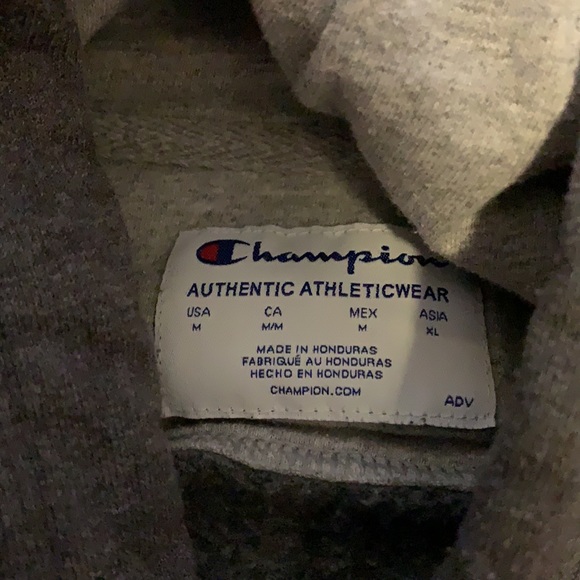 Champion
AUTHENTIC ATHLETICWEAR
USA CA MEX ASIA
M M/M M XL
MADE IN HONDURAS
FABRIQUÉ AU HONDURAS
HECHO EN HONDURAS
CHAMPION.COM
ADV